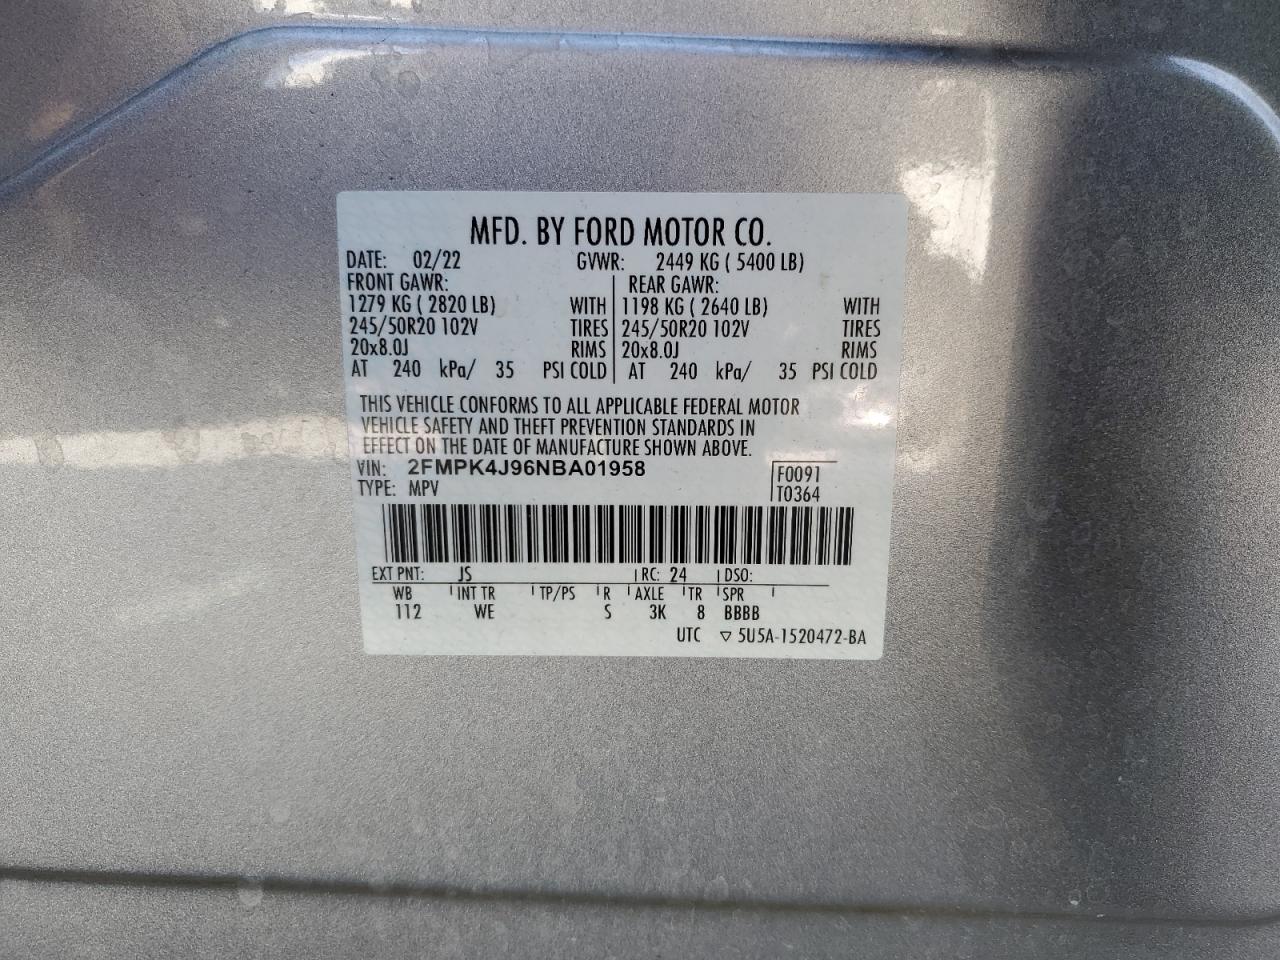 MFD. BY FORD MOTOR CO.
DATE: 02/22 GVWR: 2449 KG ( 5400 LB)
FRONT GAWR: REAR GAWR:
1279 KG ( 2820 LB) WITH 1198 KG ( 2640 LB) WITH
245/50R20 102V TIRES 245/50R20 102V TIRES
20x8.0J RIMS 20x8.0J RIMS
AT 240 kPa/ 35 PSI COLD AT 240 kPa/ 35 PSI COLD
THIS VEHICLE CONFORMS TO ALL APPLICABLE FEDERAL MOTOR
VEHICLE SAFETY AND THEFT PREVENTION STANDARDS IN
EFFECT ON THE DATE OF MANUFACTURE SHOWN ABOVE.
VIN: 2FMPK4J96NBA01958 F0091
TYPE: MPV T0364
EXT PNT: JS RC: 24 DSO:
WB INT TR TP/PS R AXLE TR SPR
112 WE S 3K 8 BBBB
UTC ▽ 5U5A-1520472-BA